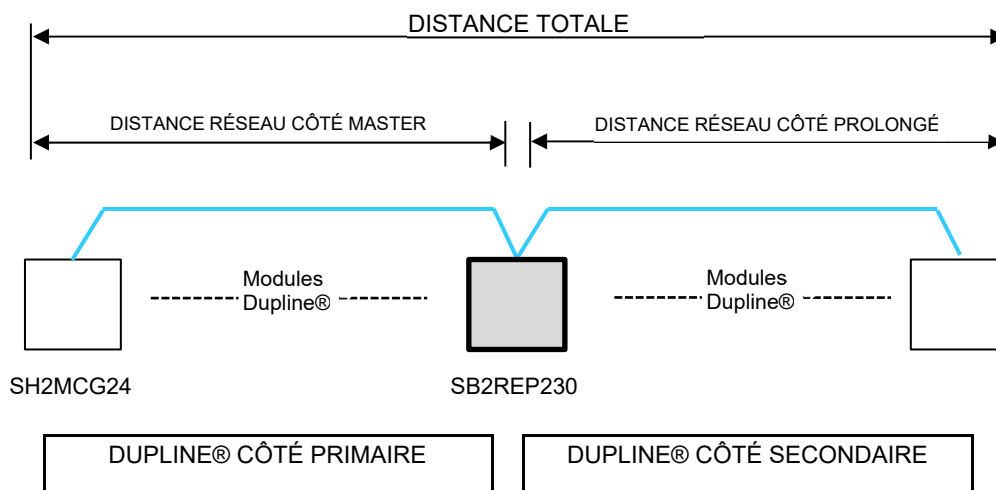 DISTANCE TOTALE
DISTANCE RÉSEAU CÔTÉ MASTER
DISTANCE RÉSEAU CÔTÉ PROLONGÉ
Modules
Dupline®
Modules
Dupline®
SH2MCG24
SB2REP230
DUPLINE® CÔTÉ PRIMAIRE
DUPLINE® CÔTÉ SECONDAIRE